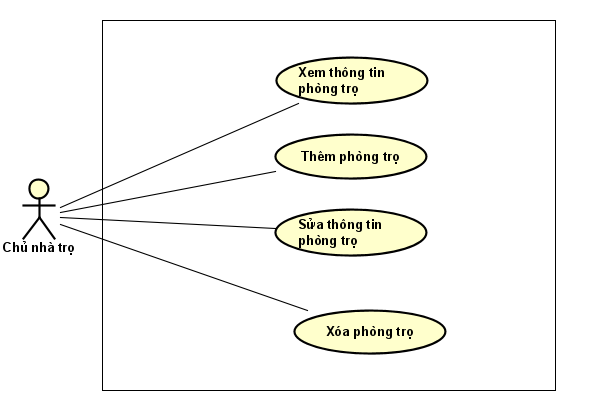 Xem thông tin
phòng trọ
Thêm phòng trọ
Sửa thông tin
phòng trọ
Chủ nhà trọ
Xóa phòng trọ